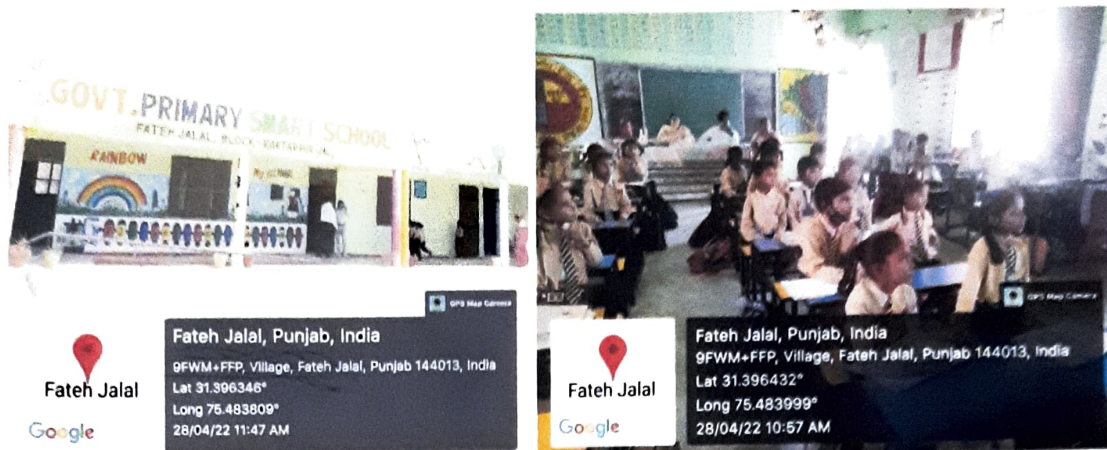 GOVT. PRIMARY SMART SCHOOL
FATEH JALAL, BLOCK-KARTARPUR JAL
RAINBOW
GPS Map Camera
Fateh Jalal, Punjab, India
9FWM+FFP, Village, Fateh Jalal, Punjab 144013, India
Lat 31.396346°
Long 75.483809°
28/04/22 11:47 AM
Fateh Jalal
Google
GPS Map Camera
Fateh Jalal, Punjab, India
9FWM+FFP, Village, Fateh Jalal, Punjab 144013, India
Lat 31.396432°
Long 75.483999°
28/04/22 10:57 AM
Fateh Jalal
Google